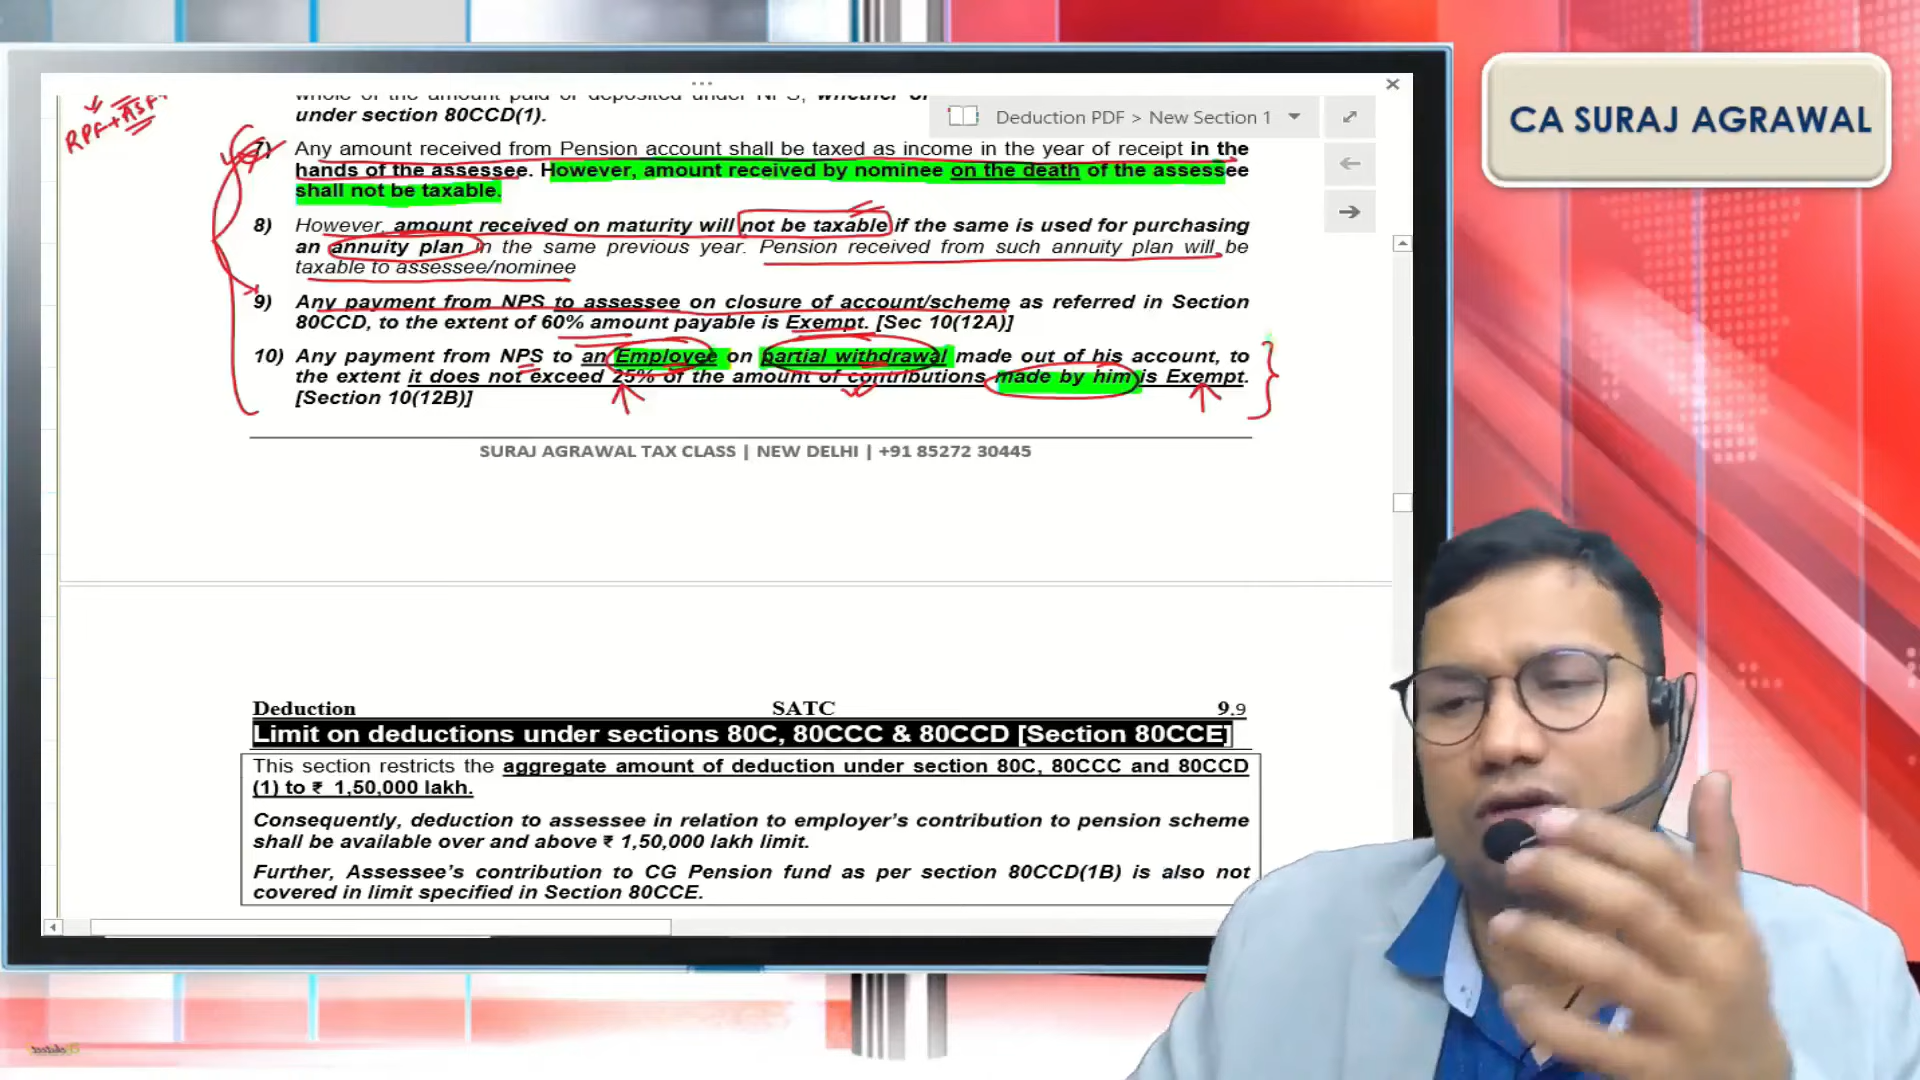 CA SURAJ AGRAWAL
RPF+ASF
under section 80CCD(1).
Deduction PDF > New Section 1
7) Any amount received from Pension account shall be taxed as income in the year of receipt in the
hands of the assessee. However, amount received by nominee on the death of the assessee
shall not be taxable.
8) However, amount received on maturity will not be taxable if the same is used for purchasing
an annuity plan in the same previous year. Pension received from such annuity plan will be
taxable to assessee/nominee
9) Any payment from NPS to assessee on closure of account/scheme as referred in Section
80CCD, to the extent of 60% amount payable is Exempt. [Sec 10(12A)]
10) Any payment from NPS to an Employee on partial withdrawal made out of his account, to
the extent it does not exceed 25% of the amount of contributions made by him is Exempt.
[Section 10(12B)]
SURAJ AGRAWAL TAX CLASS | NEW DELHI | +91 85272 30445
Deduction SATC 9.9
Limit on deductions under sections 80C, 80CCC & 80CCD [Section 80CCE]
This section restricts the aggregate amount of deduction under section 80C, 80CCC and 80CCD
(1) to ₹ 1,50,000 lakh.
Consequently, deduction to assessee in relation to employer's contribution to pension scheme
shall be available over and above ₹ 1,50,000 lakh limit.
Further, Assessee's contribution to CG Pension fund as per section 80CCD(1B) is also not
covered in limit specified in Section 80CCE.